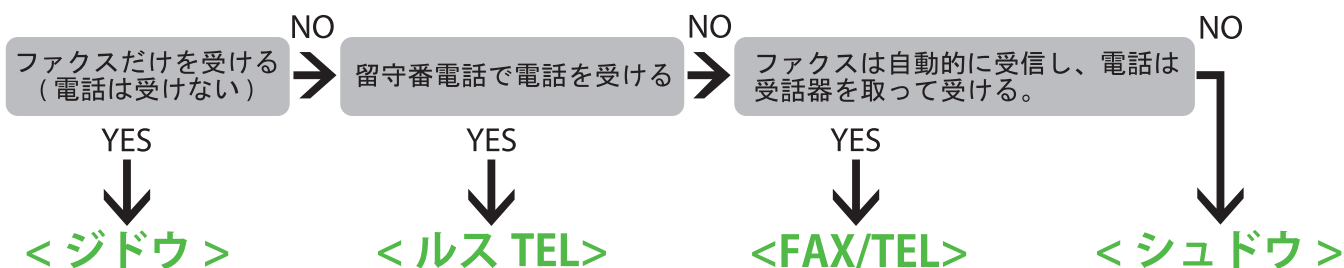 NO
NO
NO
ファクスだけを受ける
(電話は受けない)
留守番電話で電話を受ける
ファクスは自動的に受信し、電話は
受話器を取って受ける。
YES
YES
YES
<ジドウ>
<ルス TEL>
<FAX/TEL>
<シュドウ>